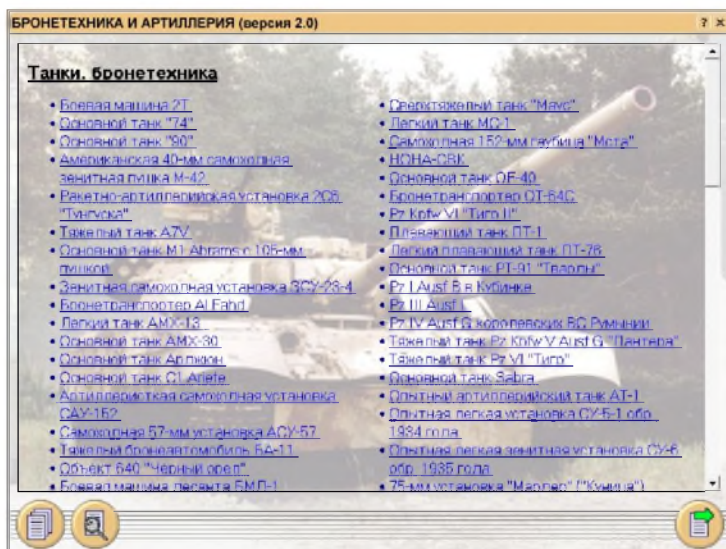 БРОНЕТЕХНИКА И АРТИЛЛЕРИЯ (версия 2.0)
? ×
Танки, бронетехника
• Боевая машина 2Т
• Основной танк "74"
• Основной танк "90"
• Американская 40-мм самоходная
зенитная пушка М-42
• Ракетно-артиллерийская установка 2С6
"Тунгуска"
• Тяжелый танк A7V
• Основной танк М1 Abrams с 105-мм
пушкой
• Зенитная самоходная установка ЗСУ-23-4
• Бронетранспортер Al Fahd
• Легкий танк АМХ-13
• Основной танк АМХ-30
• Основной танк Арджюн
• Основной танк C1 Ariete
• Артиллеристкая самоходная установка
САУ-152
• Самоходная 57-мм установка АСУ-57
• Тяжелый бронеавтомобиль БА-11
• Объект 640 "Черный орел"
• Боевая машина десанта БМД-1
• Сверхтяжелый танк "Маус"
• Легкий танк МС-1
• Самоходная 152-мм гаубица "Мста"
• НОНА-СВК
• Основной танк OF-40
• Бронетранспортер ОТ-64С
• Pz Kpfw VI "Тигр II"
• Плавающий танк ПТ-1
• Легкий плавающий танк ПТ-76
• Основной танк РТ-91 "Тварды"
• Pz I Ausf B в Кубинке
• Pz III Ausf L
• Pz IV Ausf G королевских ВС Румынии
• Тяжелый танк Pz Kpfw V Ausf G "Пантера"
• Тяжелый танк Pz VI "Тигр"
• Основной танк Sabra
• Опытный артиллерийский танк АТ-1
• Опытная легкая установка СУ-5-1 обр.
1934 года
• Опытная легкая зенитная установка СУ-6
обр. 1935 года
• 75-мм установка "Мардер" ("Куница")